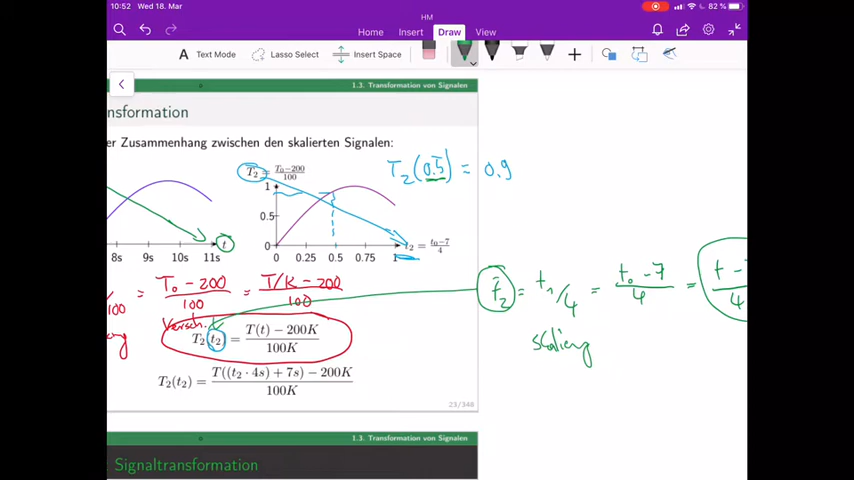 10:52 Wed 18. Mar
HM
82 %
Home Insert Draw View
A Text Mode Lasso Select Insert Space
1.3. Transformation von Signalen
nsformation
er Zusammenhang zwischen den skalierten Signalen:
T₂ = T₀−200 / 100
T₂(0.5) = 0.9
1
0.5
0
0 0.25 0.5 0.75 1
t₂ = t₀−7 / 4
8s 9s 10s 11s t
/100 = T₀ − 200 / 100 = T/K − 200 / 100
Versch.
t₂ = t₁/4 = t₀ − 7 / 4 = t − / 4
scaling
T₂(t₂) = T(t) − 200K / 100K
T₂(t₂) = T((t₂ · 4s) + 7s) − 200K / 100K
23/348
1.3. Transformation von Signalen
Signaltransformation